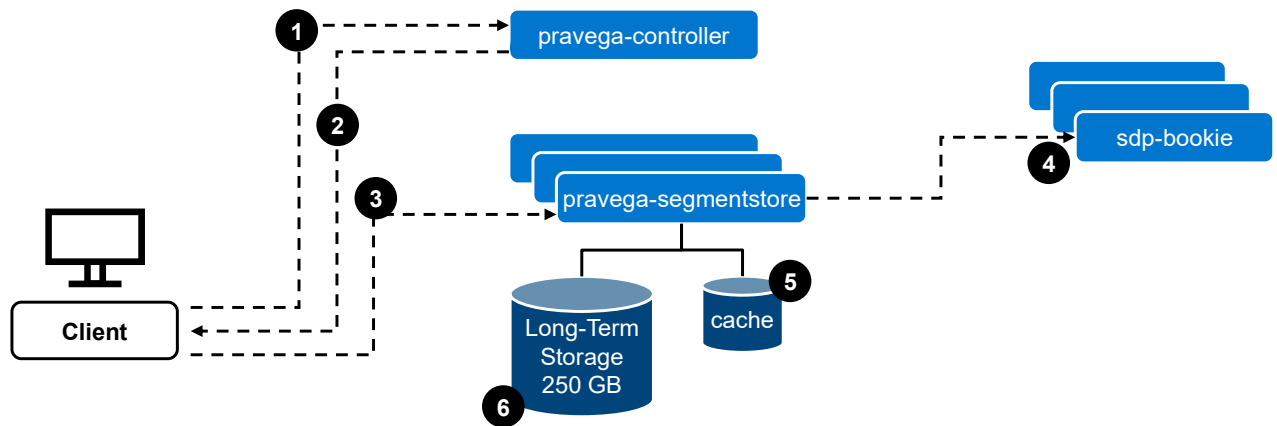 1
pravega-controller
2
sdp-bookie
4
3
pravega-segmentstore
Client
5
cache
Long-Term
Storage
250 GB
6